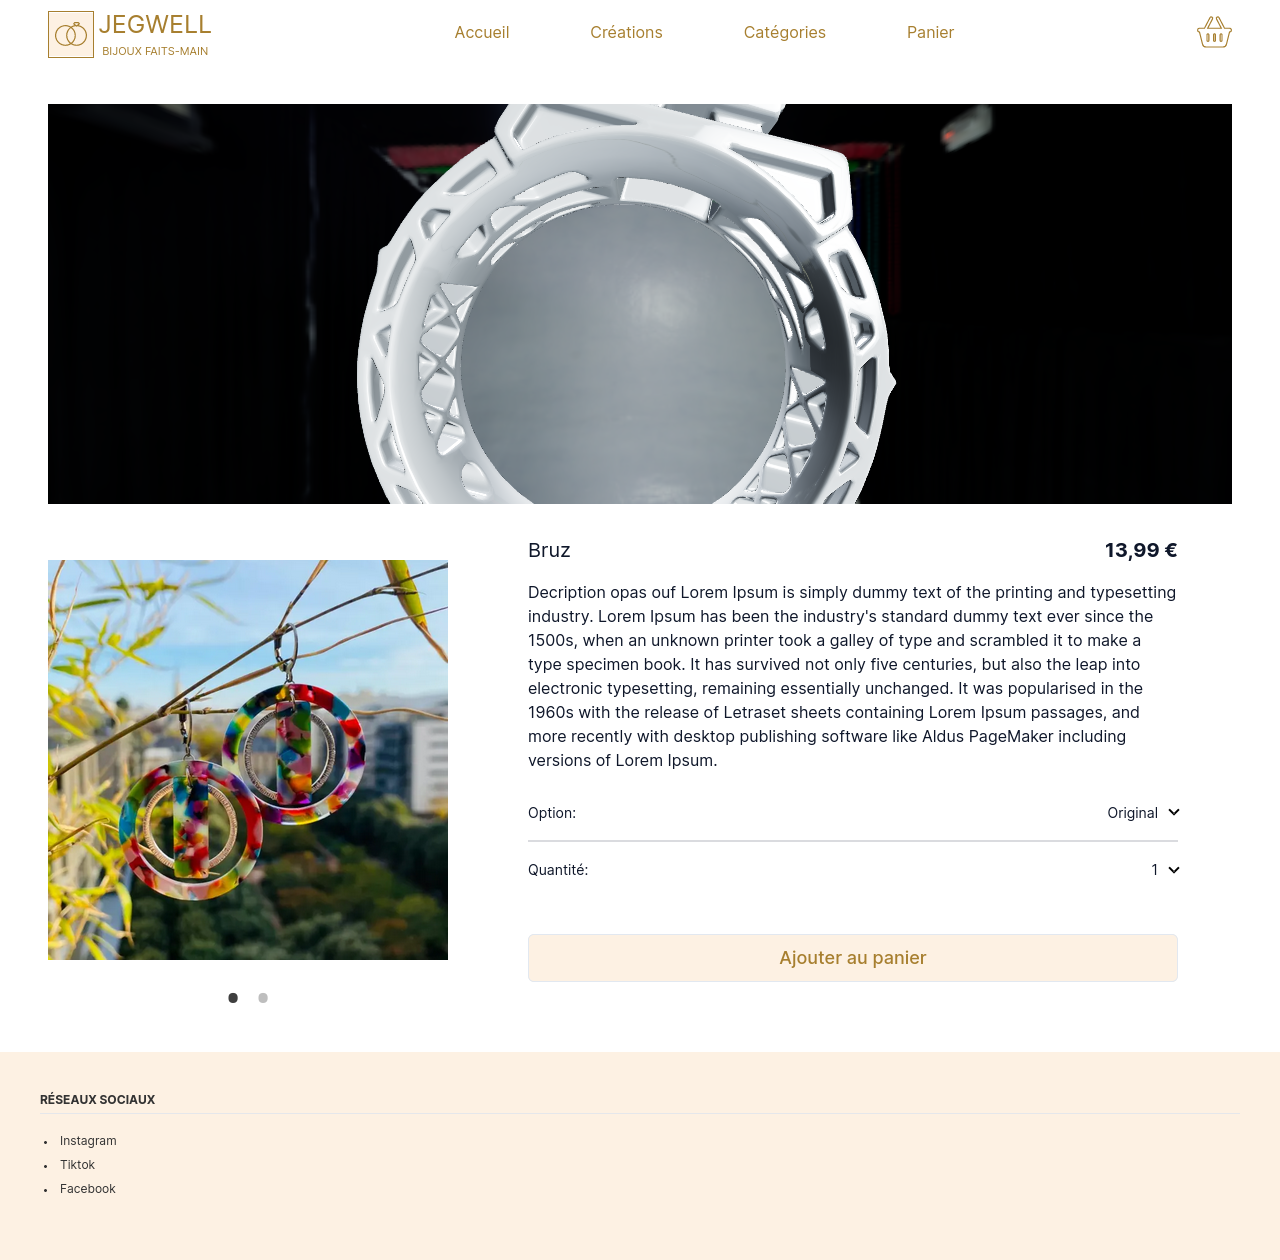 JEGWELL
BIJOUX FAITS-MAIN
Accueil
Créations
Catégories
Panier
Bruz
13,99 €
Decription opas ouf Lorem Ipsum is simply dummy text of the printing and typesetting
industry. Lorem Ipsum has been the industry's standard dummy text ever since the
1500s, when an unknown printer took a galley of type and scrambled it to make a
type specimen book. It has survived not only five centuries, but also the leap into
electronic typesetting, remaining essentially unchanged. It was popularised in the
1960s with the release of Letraset sheets containing Lorem Ipsum passages, and
more recently with desktop publishing software like Aldus PageMaker including
versions of Lorem Ipsum.
Option:
Original
Quantité:
1
Ajouter au panier
RÉSEAUX SOCIAUX
Instagram
Tiktok
Facebook